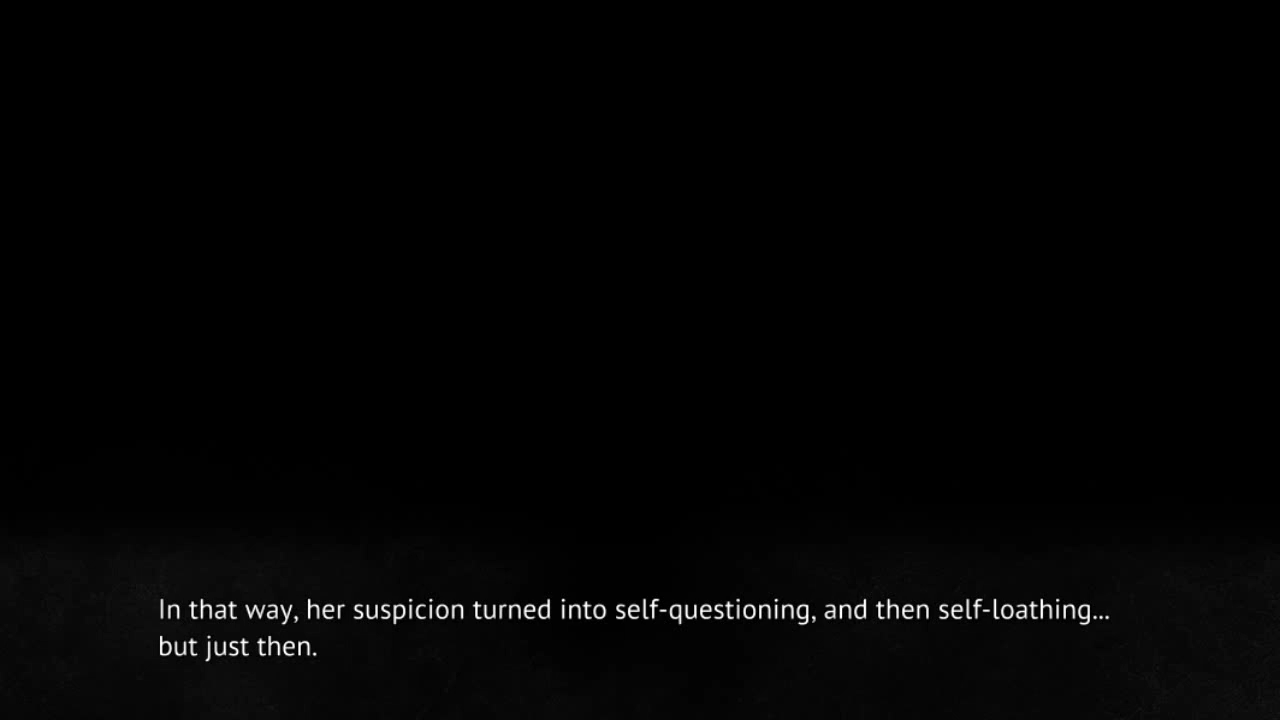 In that way, her suspicion turned into self-questioning, and then self-loathing...
but just then.